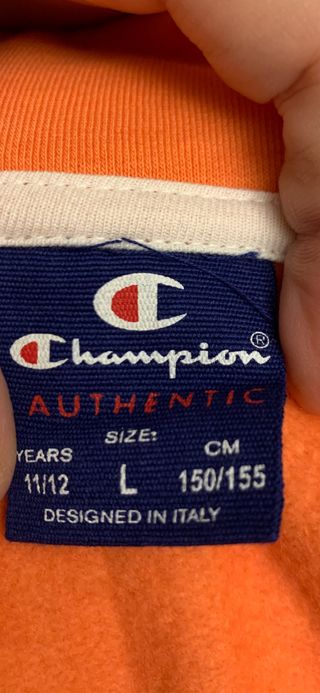 Champion®
AUTHENTIC
SIZE:
YEARS CM
11/12 L 150/155
DESIGNED IN ITALY